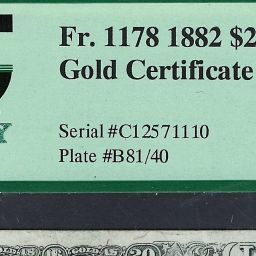 Fr. 1178 1882 $2
Gold Certificate
Serial #C12571110
Plate #B81/40